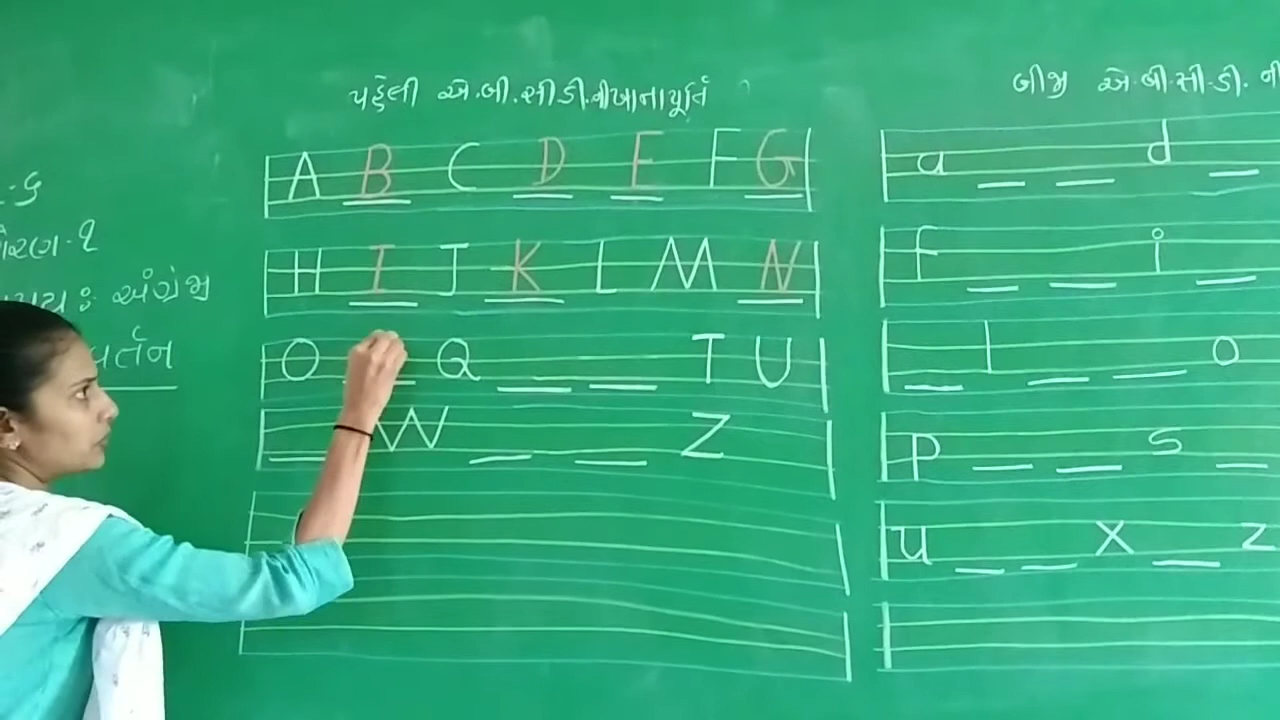 પહેલી એ.બી.સી.ડી.નીખાનાપૂર્તિ
A B C D E F G
H I J K L M N
O Q T U
W Z
બીજી એ.બી.સી.ડી. ની
a d
f i
l o
p s
u x z
અંગ્રેજી